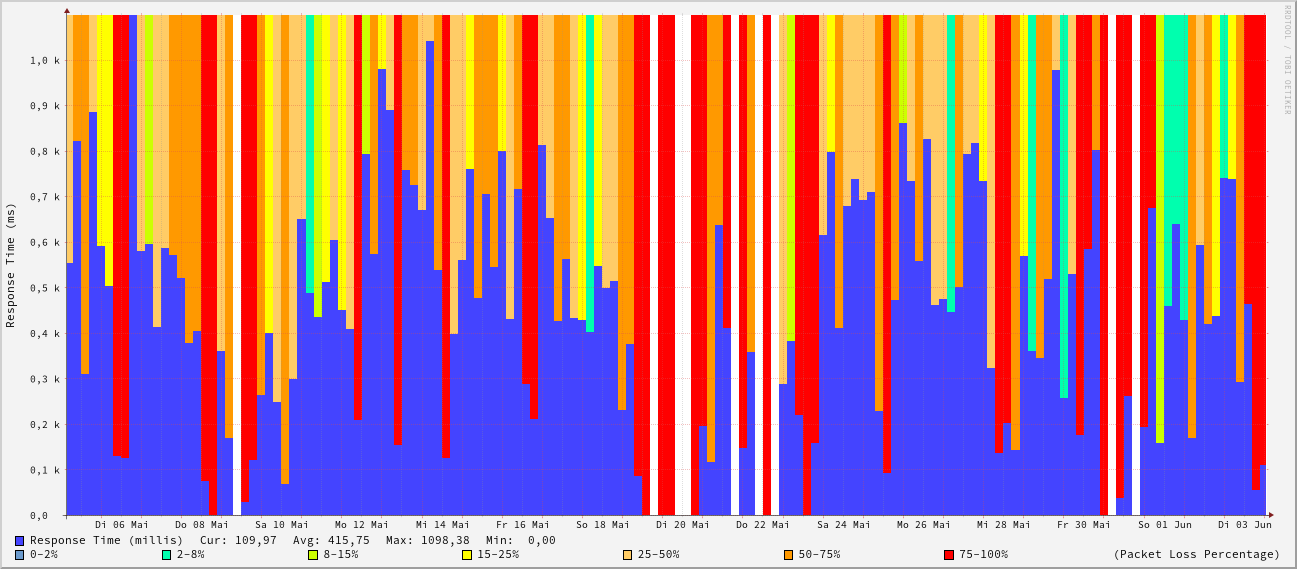 RRDTOOL / TOBI OETIKER
Response Time (ms)
1,0 k
0,9 k
0,8 k
0,7 k
0,6 k
0,5 k
0,4 k
0,3 k
0,2 k
0,1 k
0,0
Di 06 Mai Do 08 Mai Sa 10 Mai Mo 12 Mai Mi 14 Mai Fr 16 Mai So 18 Mai Di 20 Mai Do 22 Mai Sa 24 Mai Mo 26 Mai Mi 28 Mai Fr 30 Mai So 01 Jun Di 03 Jun
Response Time (millis) Cur: 109,97 Avg: 415,75 Max: 1098,38 Min: 0,00
0-2% 2-8% 8-15% 15-25% 25-50% 50-75% 75-100% (Packet Loss Percentage)